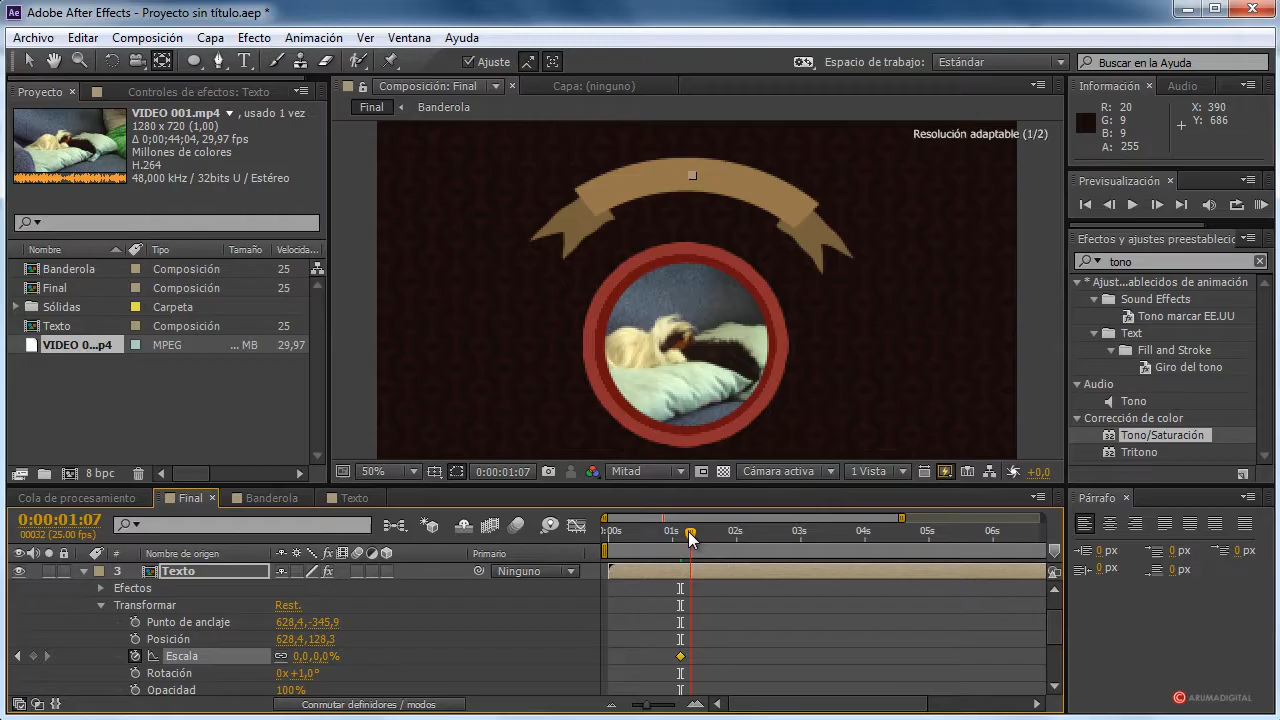 Ae Adobe After Effects - Proyecto sin título.aep *
Archivo Editar Composición Capa Efecto Animación Ver Ventana Ayuda
Ajuste Espacio de trabajo: Estándar Buscar en la Ayuda
Proyecto Controles de efectos: Texto
VIDEO 001.mp4 , usado 1 vez
1280 x 720 (1,00)
Δ 0;00;44;04, 29,97 fps
Millones de colores
H.264
48,000 kHz / 32bits U / Estéreo
Nombre Tipo Tamaño Velocida...
Banderola Composición 25
Final Composición 25
Sólidas Carpeta
Texto Composición 25
VIDEO 0...p4 MPEG ... MB 29,97
8 bpc
Composición: Final Capa: (ninguno)
Final Banderola
Resolución adaptable (1/2)
50% 0:00:01:07 Mitad Cámara activa 1 Vista +0,0
Información Audio
R: 20 X: 390
G: 9 Y: 686
B: 9
A: 255
Previsualización
Efectos y ajustes preestablecic
tono
* Ajust...ablecidos de animación
Sound Effects
Tono marcar EE.UU
Text
Fill and Stroke
Giro del tono
Audio
Tono
Corrección de color
Tono/Saturación
Tritono
Cola de procesamiento Final Banderola Texto
0:00:01:07
00032 (25.00 fps)
:00s 01s 02s 03s 04s 05s 06s
# Nombre de origen Primario
3 Texto Ninguno
Efectos
Transformar Rest.
Punto de anclaje 628,4,-345,9
Posición 628,4,128,3
Escala 0,0,0,0%
Rotación 0x+1,0°
Opacidad 100%
Conmutar definidores / modos
Párrafo
0 px 0 px 0 px
0 px 0 px
© ARUMADIGITAL